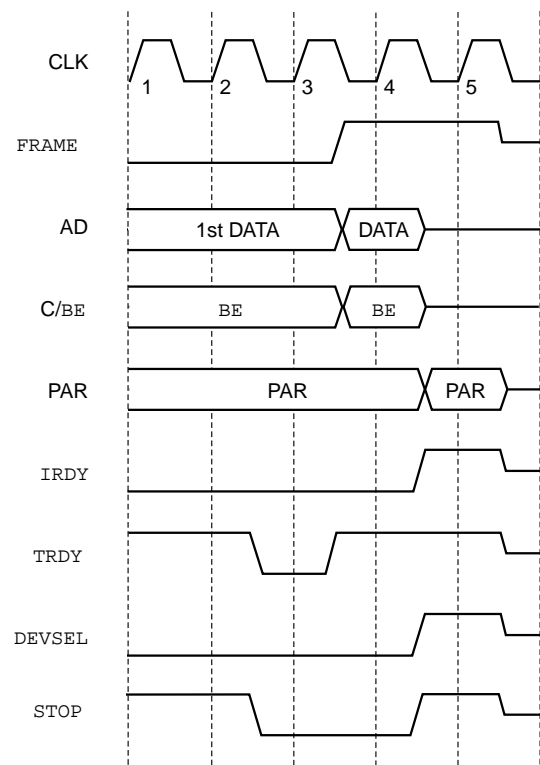 CLK
1 2 3 4 5
FRAME
AD 1st DATA DATA
C/BE BE BE
PAR PAR PAR
IRDY
TRDY
DEVSEL
STOP